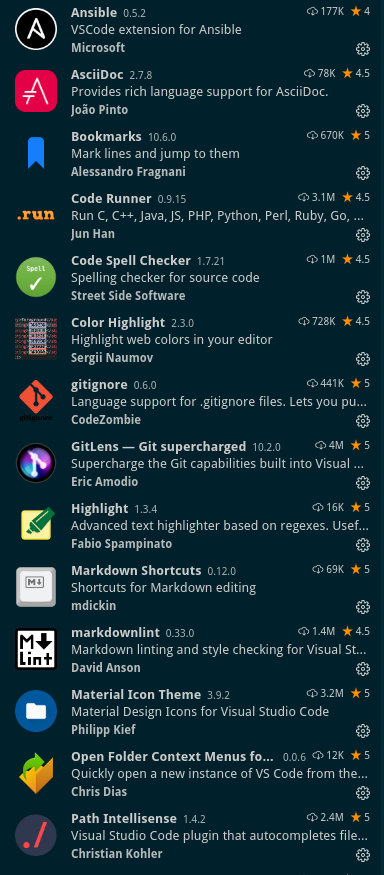 Ansible 0.5.2 177K ★ 4
VSCode extension for Ansible
Microsoft
AsciiDoc 2.7.8 78K ★ 4.5
Provides rich language support for AsciiDoc.
João Pinto
Bookmarks 10.6.0 670K ★ 5
Mark lines and jump to them
Alessandro Fragnani
.run
Code Runner 0.9.15 3.1M ★ 4.5
Run C, C++, Java, JS, PHP, Python, Perl, Ruby, Go, ...
Jun Han
Spell
Code Spell Checker 1.7.21 1M ★ 4.5
Spelling checker for source code
Street Side Software
Color Highlight 2.3.0 728K ★ 4.5
Highlight web colors in your editor
Sergii Naumov
gitignore
gitignore 0.6.0 441K ★ 5
Language support for .gitignore files. Lets you pu...
CodeZombie
GitLens — Git supercharged 10.2.0 4M ★ 5
Supercharge the Git capabilities built into Visual ...
Eric Amodio
Highlight 1.3.4 16K ★ 5
Advanced text highlighter based on regexes. Usef...
Fabio Spampinato
M↓
Markdown Shortcuts 0.12.0 69K ★ 5
Shortcuts for Markdown editing
mdickin
M↓
Lint
markdownlint 0.33.0 1.4M ★ 4.5
Markdown linting and style checking for Visual St...
David Anson
Material Icon Theme 3.9.2 3.2M ★ 5
Material Design Icons for Visual Studio Code
Philipp Kief
Open Folder Context Menus fo... 0.0.6 12K ★ 5
Quickly open a new instance of VS Code from the...
Chris Dias
./
Path Intellisense 1.4.2 2.4M ★ 5
Visual Studio Code plugin that autocompletes file...
Christian Kohler